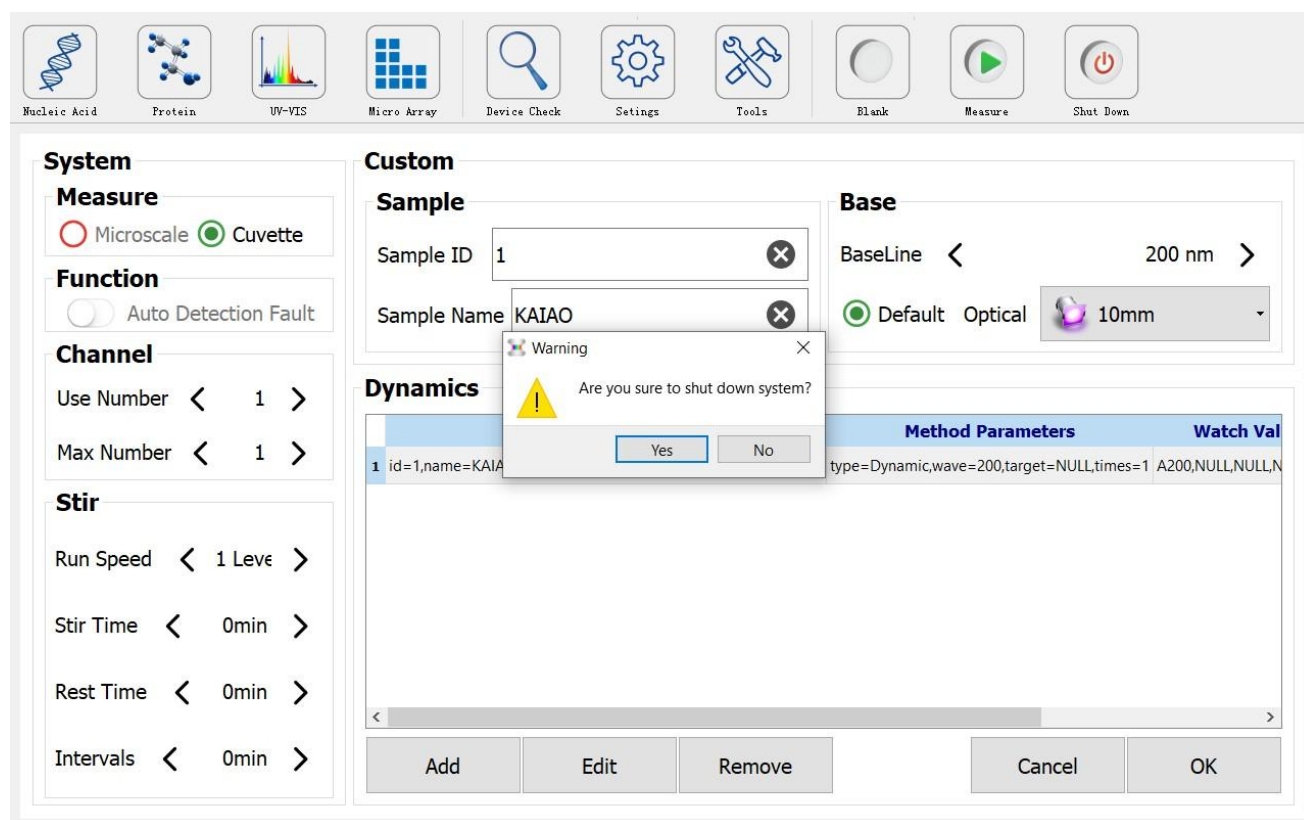 Nucleic Acid Protein UV-VIS Micro Array Device Check Setings Tools Blank Measure Shut Down
System
Measure
Microscale Cuvette
Function
Auto Detection Fault
Channel
Use Number 1
Max Number 1
Stir
Run Speed 1 Leve
Stir Time 0min
Rest Time 0min
Intervals 0min
Custom
Sample
Sample ID 1
Sample Name KAIAO
Base
BaseLine 200 nm
Default Optical 10mm
Warning
Are you sure to shut down system?
Yes No
Dynamics
Method Parameters Watch Val
1 id=1,name=KAIA type=Dynamic,wave=200,target=NULL,times=1 A200,NULL,NULL,N
Add Edit Remove Cancel OK